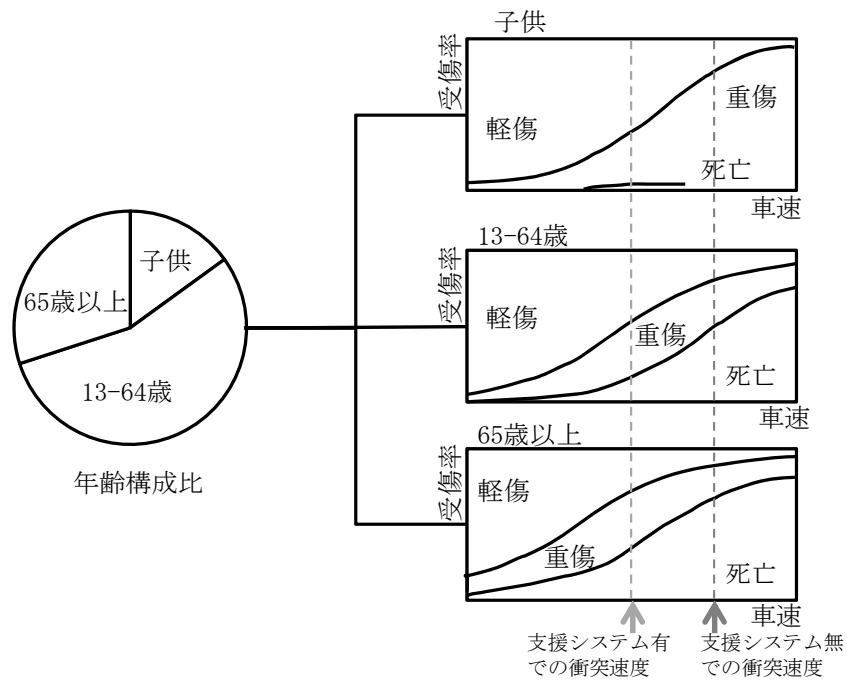 子供
受傷率
軽傷
重傷
死亡
車速
13-64歳
受傷率
軽傷
重傷
死亡
車速
65歳以上
受傷率
軽傷
重傷
死亡
車速
子供
65歳以上
13-64歳
年齢構成比
支援システム有
での衝突速度
支援システム無
での衝突速度